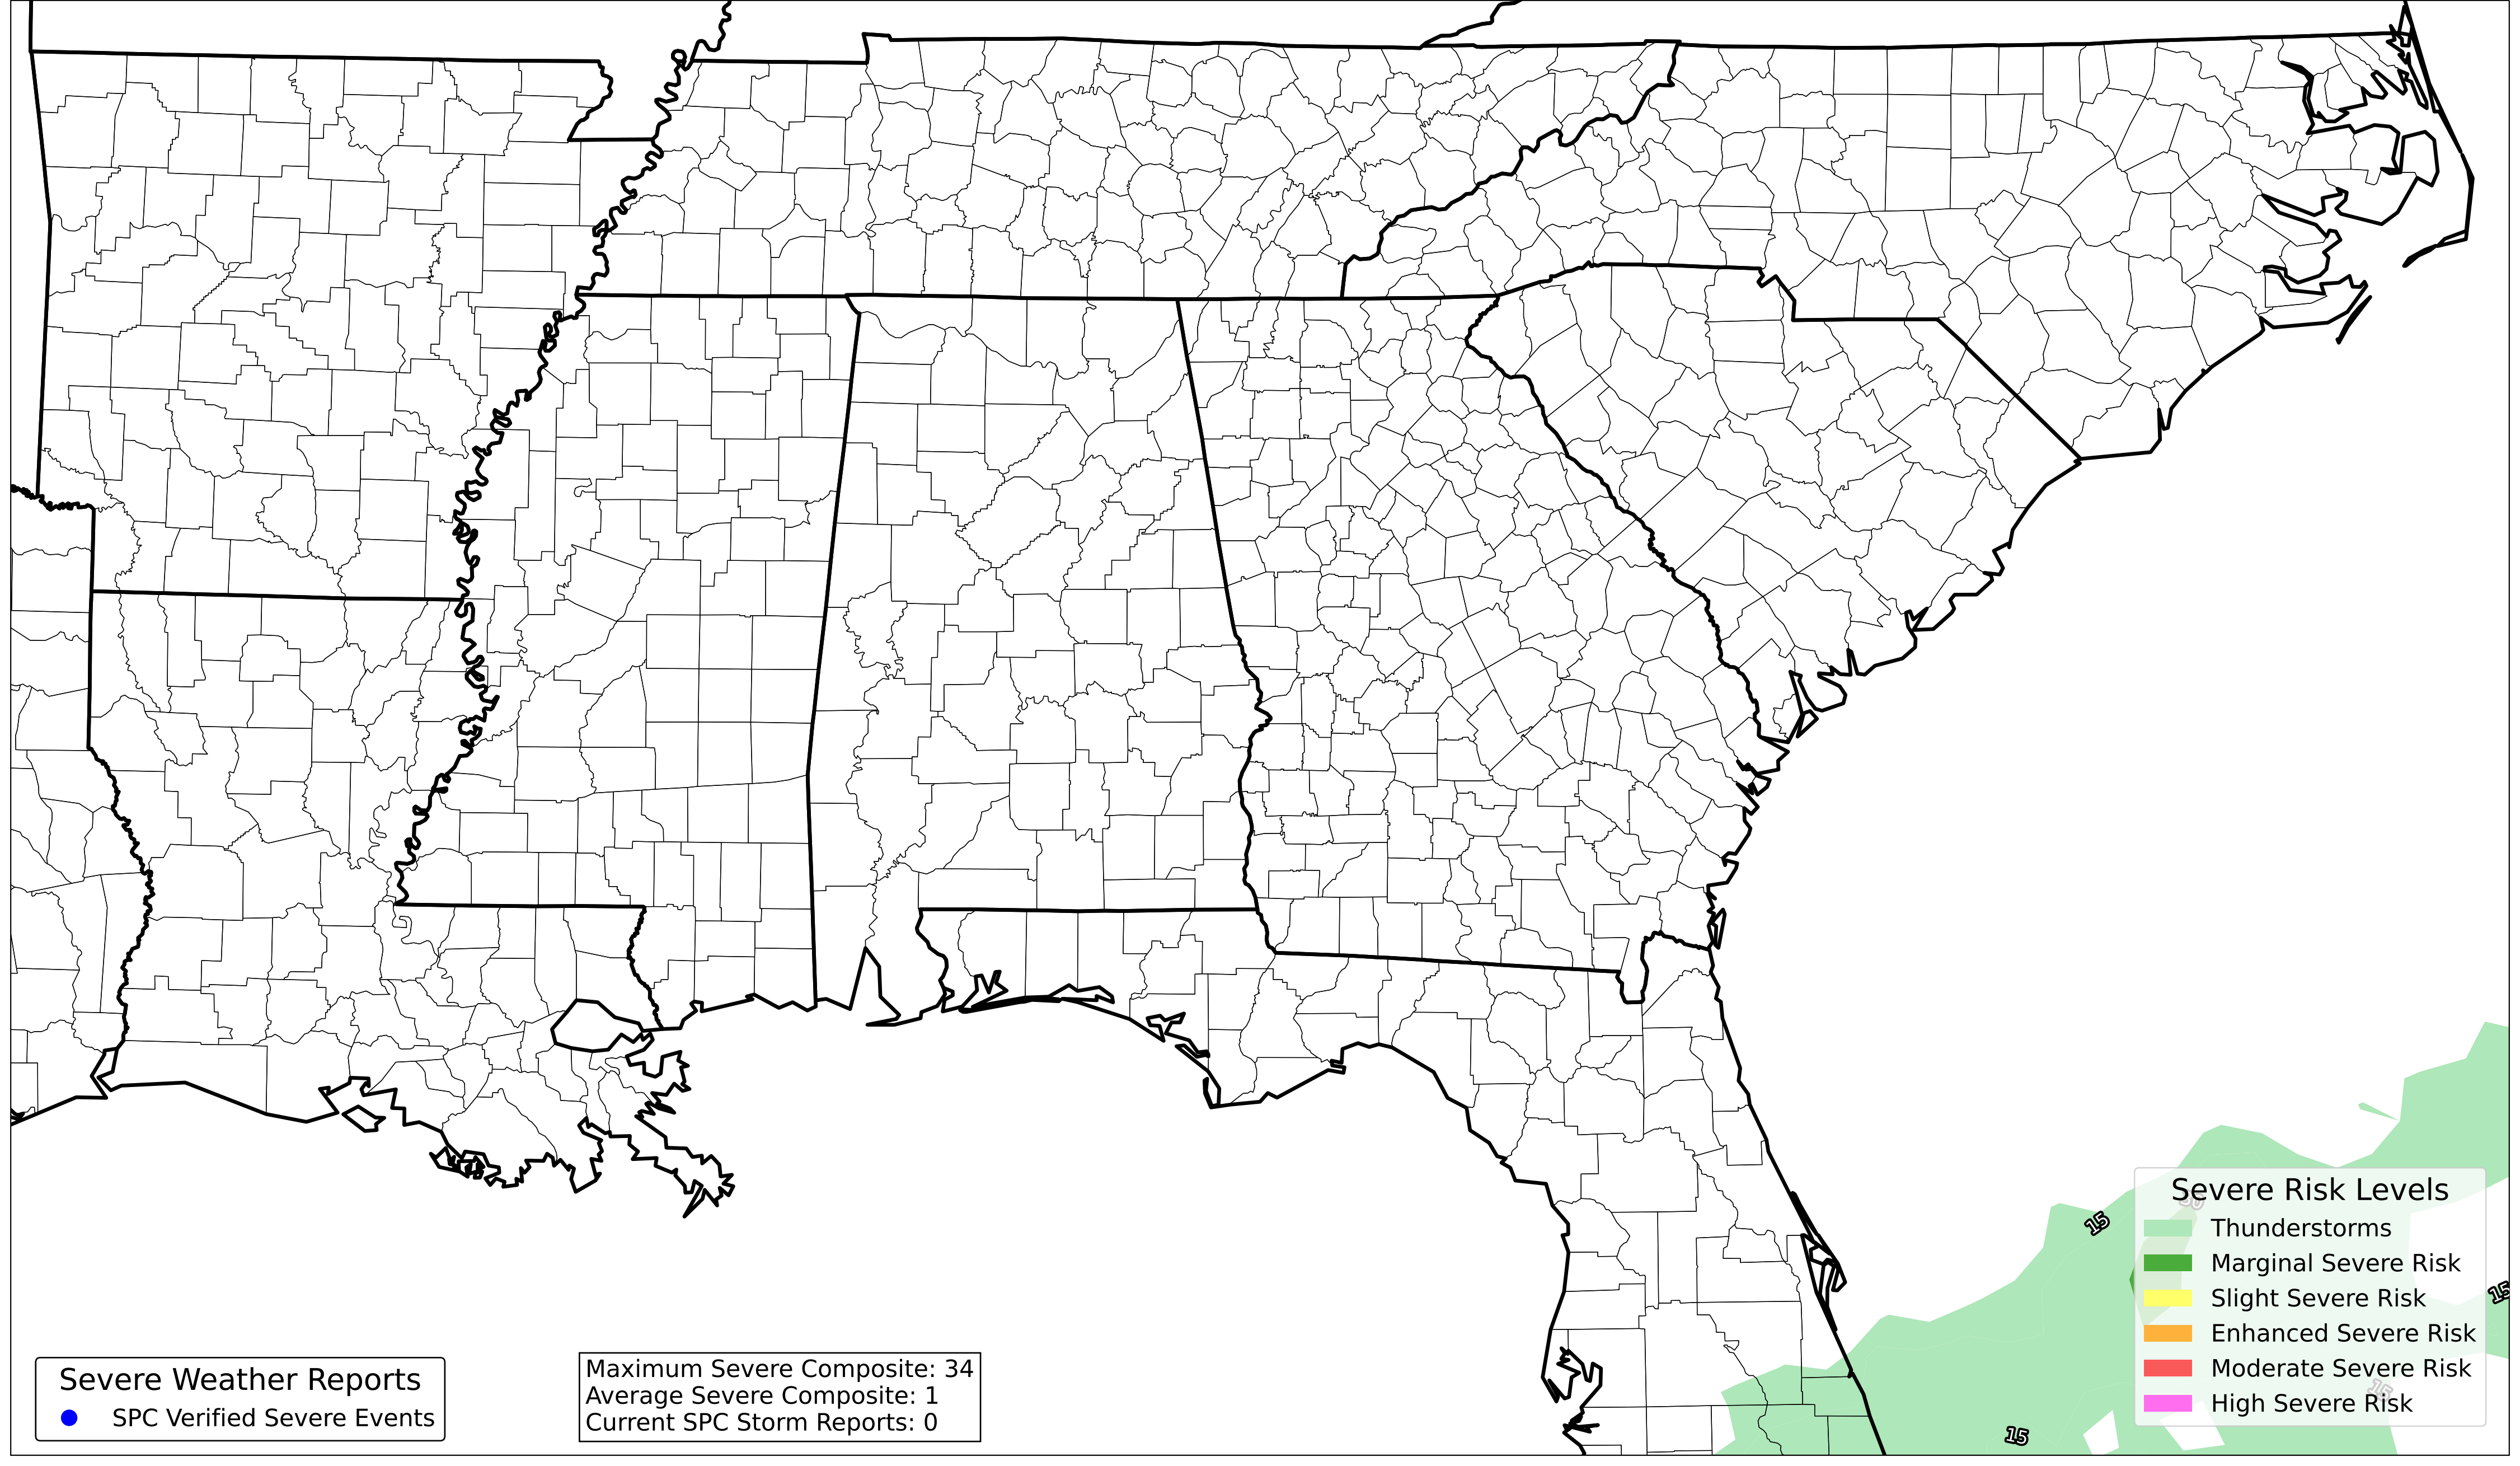 15
30
Severe Risk Levels
Thunderstorms
Marginal Severe Risk
Slight Severe Risk
Enhanced Severe Risk
Moderate Severe Risk
High Severe Risk
15
15
15
Severe Weather Reports
SPC Verified Severe Events
Maximum Severe Composite: 34
Average Severe Composite: 1
Current SPC Storm Reports: 0